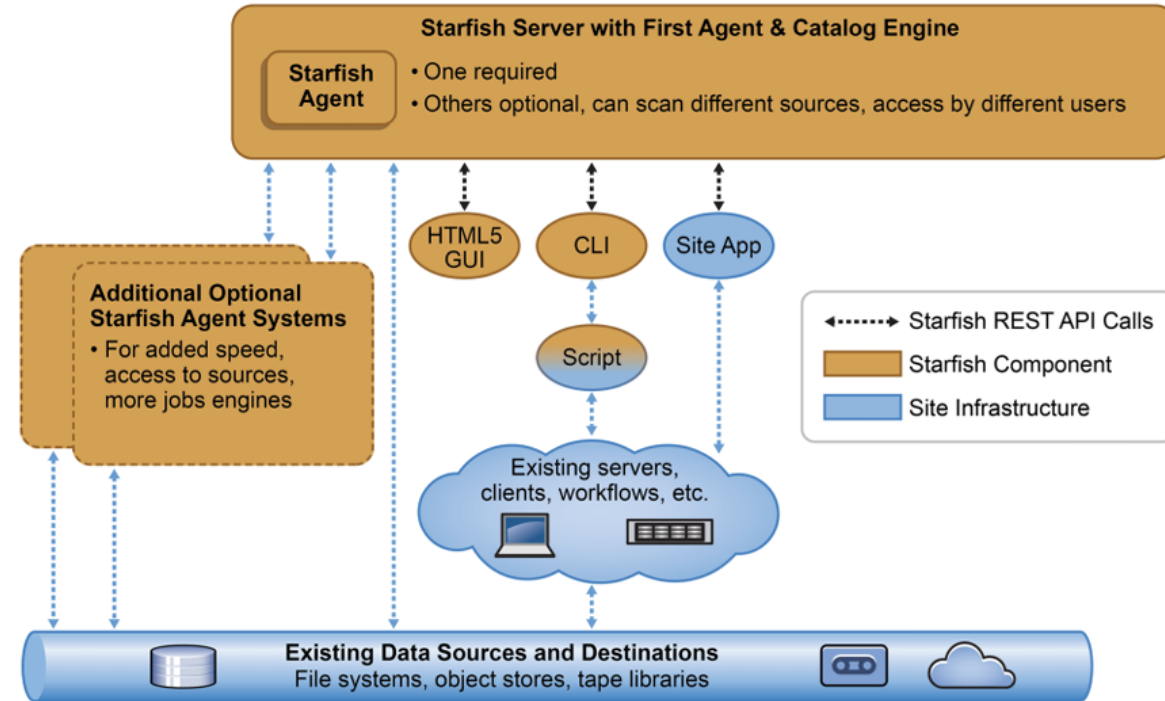 Starfish Server with First Agent & Catalog Engine
Starfish
Agent
• One required
• Others optional, can scan different sources, access by different users
HTML5
GUI
CLI
Site App
Additional Optional
Starfish Agent Systems
• For added speed,
access to sources,
more jobs engines
Script
Starfish REST API Calls
Starfish Component
Site Infrastructure
Existing servers,
clients, workflows, etc.
Existing Data Sources and Destinations
File systems, object stores, tape libraries